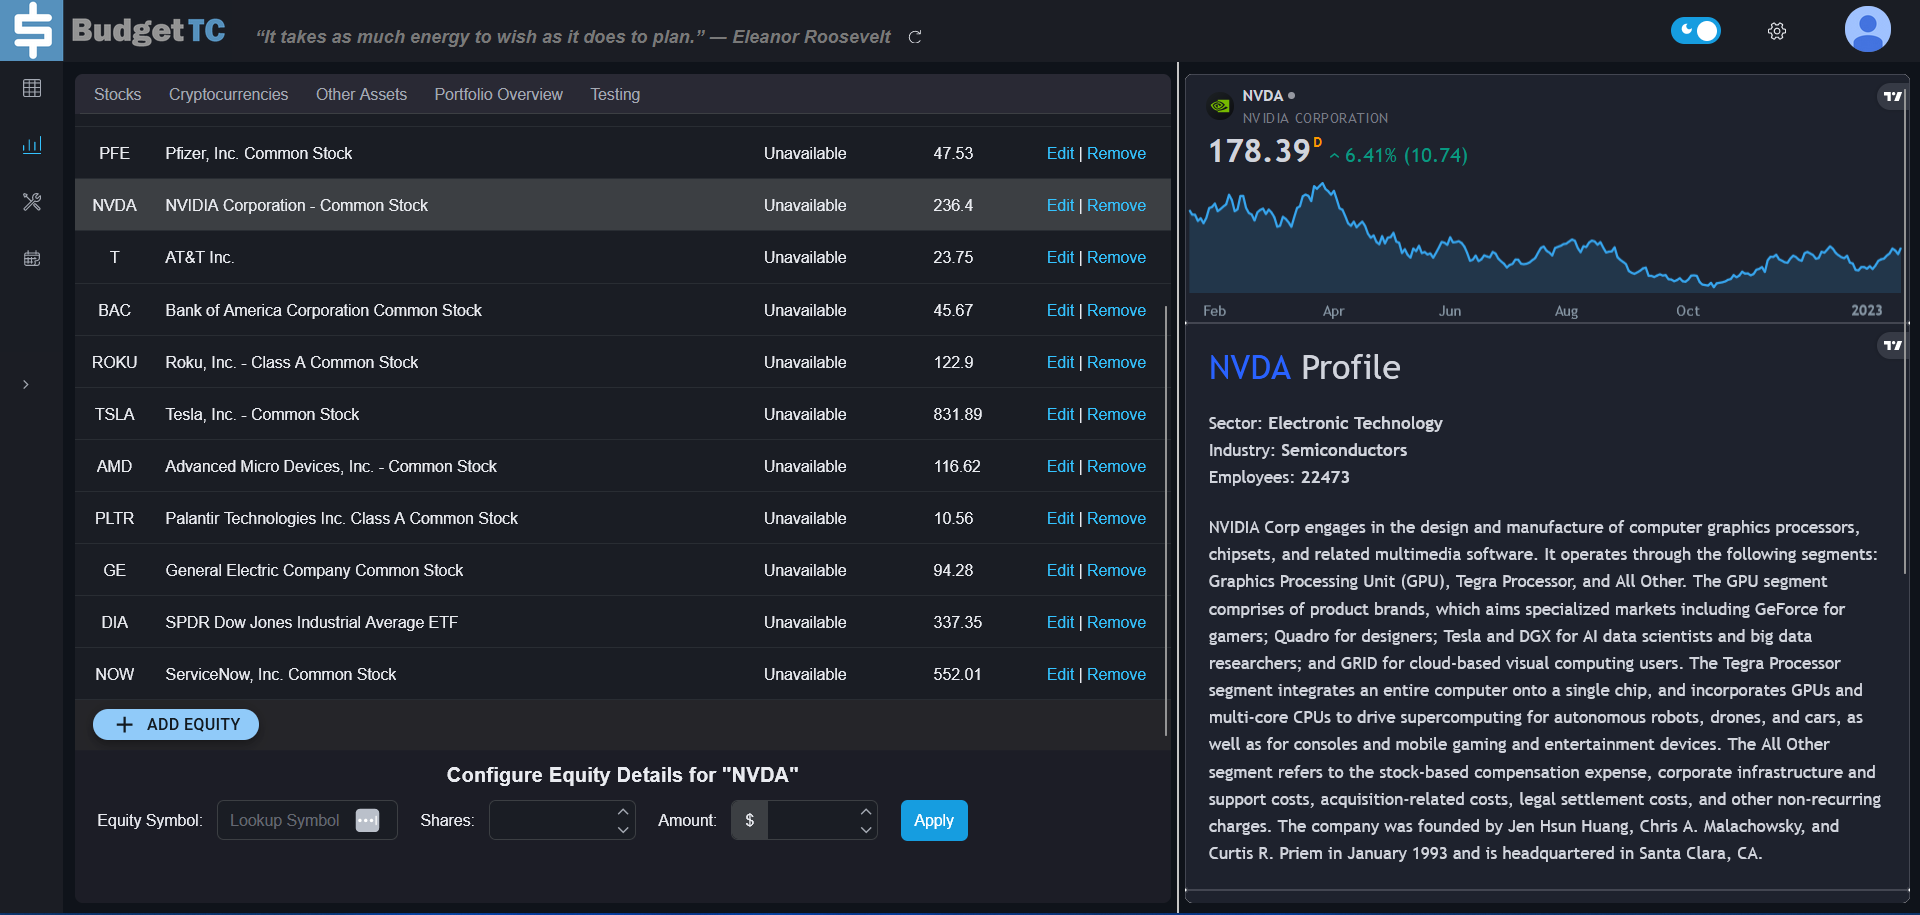 BudgetTC
“It takes as much energy to wish as it does to plan.” — Eleanor Roosevelt
Stocks Cryptocurrencies Other Assets Portfolio Overview Testing
PFE Pfizer, Inc. Common Stock Unavailable 47.53 Edit | Remove
NVDA NVIDIA Corporation - Common Stock Unavailable 236.4 Edit | Remove
T AT&T Inc. Unavailable 23.75 Edit | Remove
BAC Bank of America Corporation Common Stock Unavailable 45.67 Edit | Remove
ROKU Roku, Inc. - Class A Common Stock Unavailable 122.9 Edit | Remove
TSLA Tesla, Inc. - Common Stock Unavailable 831.89 Edit | Remove
AMD Advanced Micro Devices, Inc. - Common Stock Unavailable 116.62 Edit | Remove
PLTR Palantir Technologies Inc. Class A Common Stock Unavailable 10.56 Edit | Remove
GE General Electric Company Common Stock Unavailable 94.28 Edit | Remove
DIA SPDR Dow Jones Industrial Average ETF Unavailable 337.35 Edit | Remove
NOW ServiceNow, Inc. Common Stock Unavailable 552.01 Edit | Remove
+ ADD EQUITY
Configure Equity Details for "NVDA"
Equity Symbol: Lookup Symbol Shares: Amount: $ Apply
NVDA
NVIDIA CORPORATION
178.39 D 6.41% (10.74)
Feb Apr Jun Aug Oct 2023
NVDA Profile
Sector: Electronic Technology
Industry: Semiconductors
Employees: 22473
NVIDIA Corp engages in the design and manufacture of computer graphics processors,
chipsets, and related multimedia software. It operates through the following segments:
Graphics Processing Unit (GPU), Tegra Processor, and All Other. The GPU segment
comprises of product brands, which aims specialized markets including GeForce for
gamers; Quadro for designers; Tesla and DGX for AI data scientists and big data
researchers; and GRID for cloud-based visual computing users. The Tegra Processor
segment integrates an entire computer onto a single chip, and incorporates GPUs and
multi-core CPUs to drive supercomputing for autonomous robots, drones, and cars, as
well as for consoles and mobile gaming and entertainment devices. The All Other
segment refers to the stock-based compensation expense, corporate infrastructure and
support costs, acquisition-related costs, legal settlement costs, and other non-recurring
charges. The company was founded by Jen Hsun Huang, Chris A. Malachowsky, and
Curtis R. Priem in January 1993 and is headquartered in Santa Clara, CA.